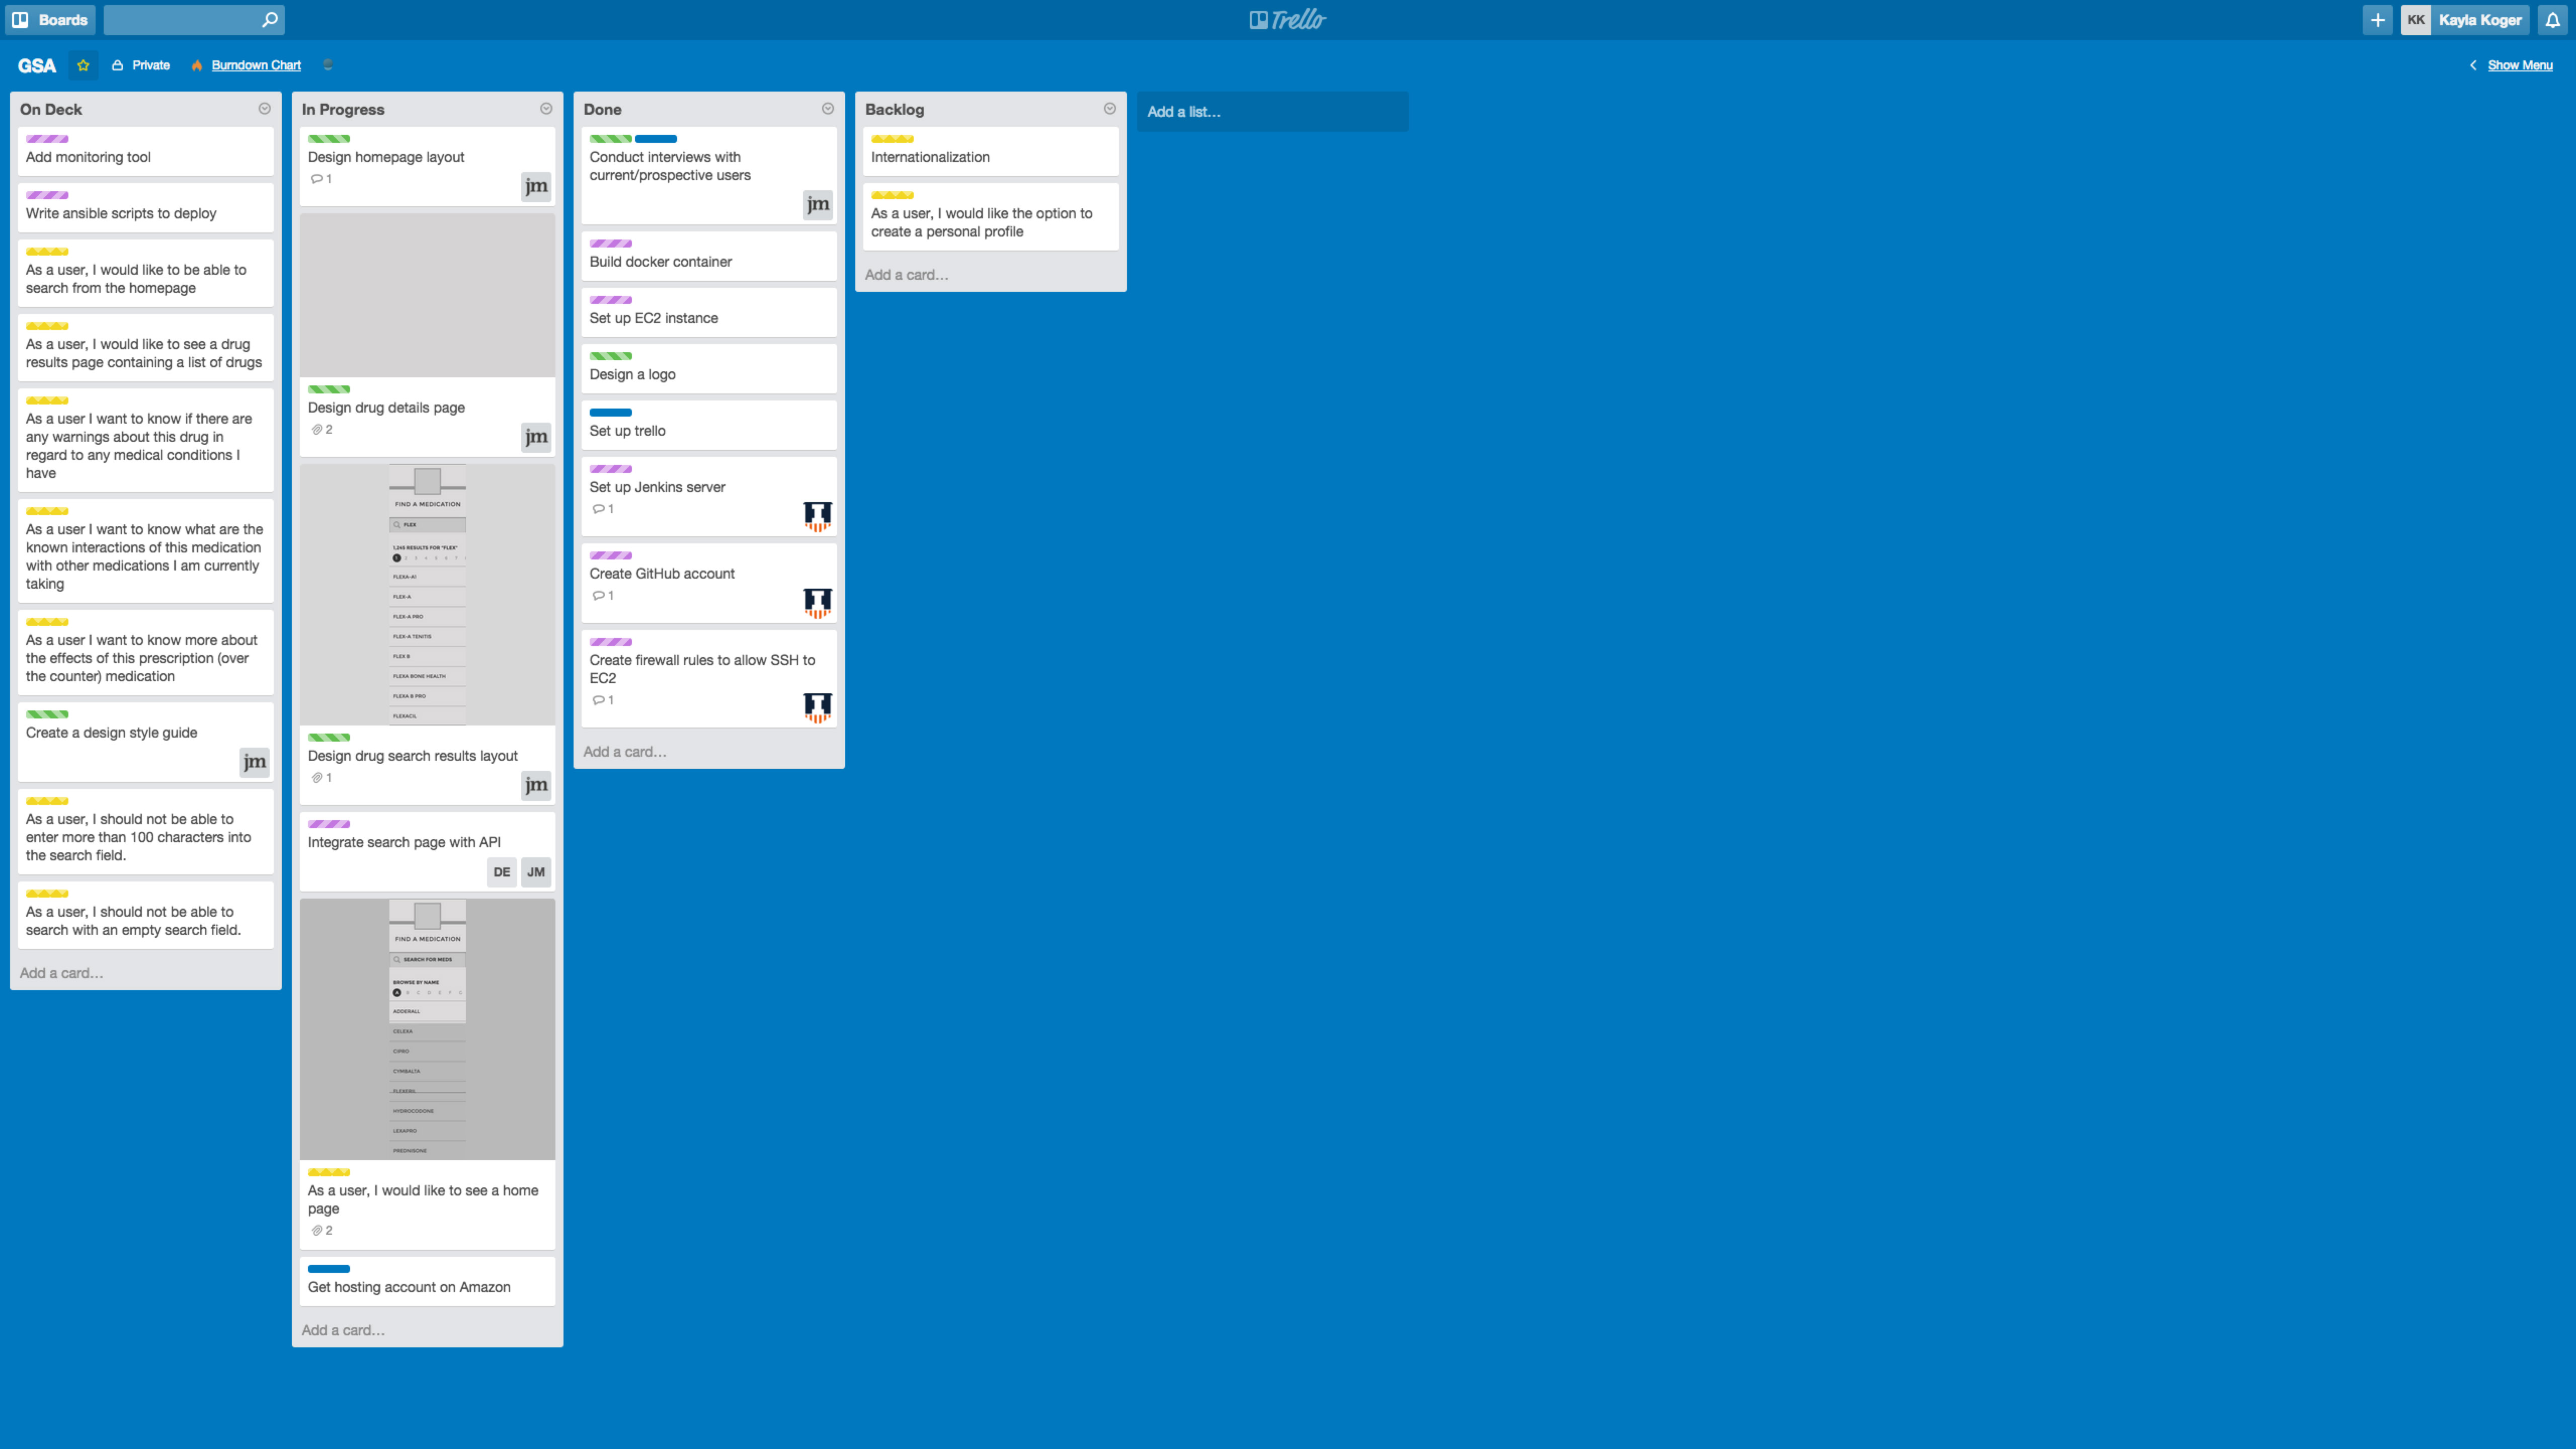 Boards
Trello
KK Kayla Koger
GSA
Private
Burndown Chart
Show Menu
On Deck
Add monitoring tool
Write ansible scripts to deploy
As a user, I would like to be able to
search from the homepage
As a user, I would like to see a drug
results page containing a list of drugs
As a user I want to know if there are
any warnings about this drug in
regard to any medical conditions I
have
As a user I want to know what are the
known interactions of this medication
with other medications I am currently
taking
As a user I want to know more about
the effects of this prescription (over
the counter) medication
Create a design style guide
jm
As a user, I should not be able to
enter more than 100 characters into
the search field.
As a user, I should not be able to
search with an empty search field.
Add a card…
In Progress
Design homepage layout
1
jm
Design drug details page
2
jm
FIND A MEDICATION
FLEX
1,245 RESULTS FOR "FLEX"
1 2 3 4 5 6 7
FLEXA-A1
FLEX-A
FLEX-A PRO
FLEX-A TENITIS
FLEX B
FLEXA BONE HEALTH
FLEXA B PRO
FLEXACIL
Design drug search results layout
1
jm
Integrate search page with API
DE JM
FIND A MEDICATION
SEARCH FOR MEDS
BROWSE BY NAME
A B C D E F G
ADDERALL
CELEXA
CIPRO
CYMBALTA
FLEXERIL
HYDROCODONE
LEXAPRO
PREDNISONE
As a user, I would like to see a home
page
2
Get hosting account on Amazon
Add a card…
Done
Conduct interviews with
current/prospective users
jm
Build docker container
Set up EC2 instance
Design a logo
Set up trello
Set up Jenkins server
1
Create GitHub account
1
Create firewall rules to allow SSH to
EC2
1
Add a card…
Backlog
Internationalization
As a user, I would like the option to
create a personal profile
Add a card…
Add a list…